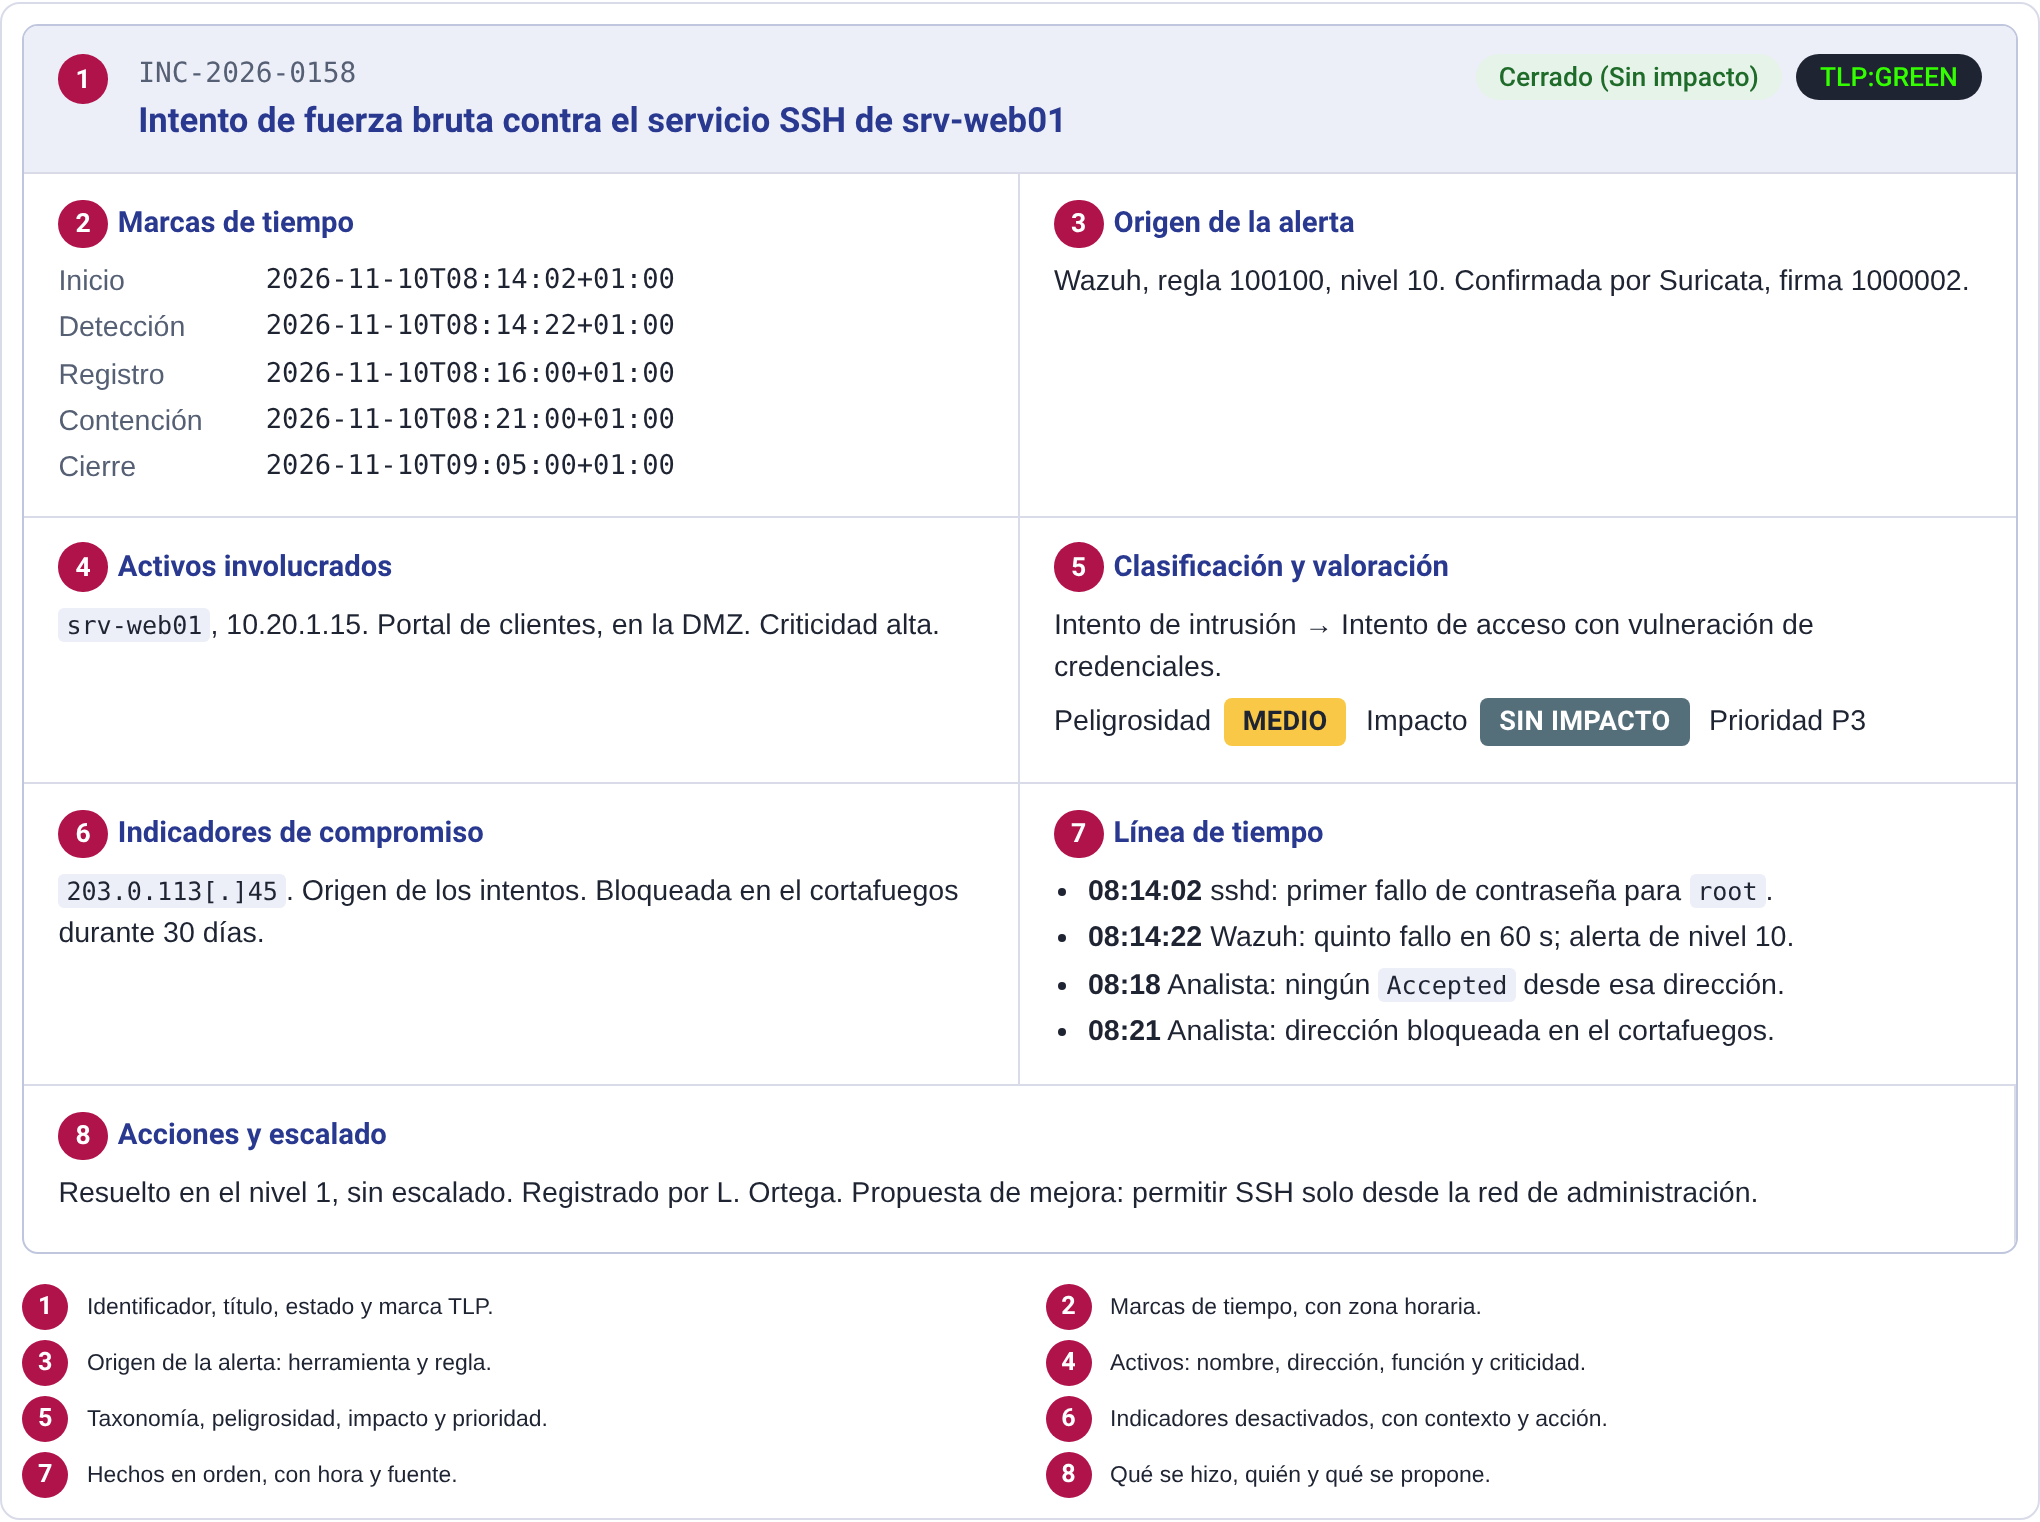 1
INC-2026-0158
Cerrado (Sin impacto)
TLP:GREEN
Intento de fuerza bruta contra el servicio SSH de srv-web01
2 Marcas de tiempo
Inicio 2026-11-10T08:14:02+01:00
Detección 2026-11-10T08:14:22+01:00
Registro 2026-11-10T08:16:00+01:00
Contención 2026-11-10T08:21:00+01:00
Cierre 2026-11-10T09:05:00+01:00
3 Origen de la alerta
Wazuh, regla 100100, nivel 10. Confirmada por Suricata, firma 1000002.
4 Activos involucrados
srv-web01, 10.20.1.15. Portal de clientes, en la DMZ. Criticidad alta.
5 Clasificación y valoración
Intento de intrusión → Intento de acceso con vulneración de
credenciales.
Peligrosidad MEDIO Impacto SIN IMPACTO Prioridad P3
6 Indicadores de compromiso
203.0.113[.]45. Origen de los intentos. Bloqueada en el cortafuegos
durante 30 días.
7 Línea de tiempo
• 08:14:02 sshd: primer fallo de contraseña para root.
• 08:14:22 Wazuh: quinto fallo en 60 s; alerta de nivel 10.
• 08:18 Analista: ningún Accepted desde esa dirección.
• 08:21 Analista: dirección bloqueada en el cortafuegos.
8 Acciones y escalado
Resuelto en el nivel 1, sin escalado. Registrado por L. Ortega. Propuesta de mejora: permitir SSH solo desde la red de administración.
1 Identificador, título, estado y marca TLP.
2 Marcas de tiempo, con zona horaria.
3 Origen de la alerta: herramienta y regla.
4 Activos: nombre, dirección, función y criticidad.
5 Taxonomía, peligrosidad, impacto y prioridad.
6 Indicadores desactivados, con contexto y acción.
7 Hechos en orden, con hora y fuente.
8 Qué se hizo, quién y qué se propone.